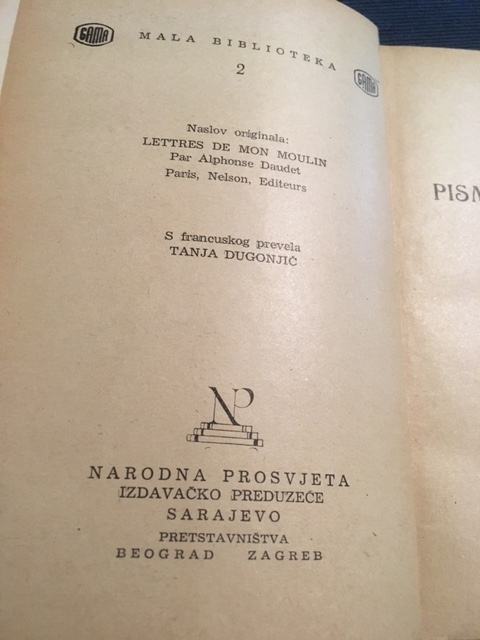 GAMA MALA BIBLIOTEKA GAMA
2
Naslov originala:
LETTRES DE MON MOULIN
Par Alphonse Daudet
Paris, Nelson, Editeurs
S francuskog prevela
TANJA DUGONJIĆ
NP
NARODNA PROSVJETA
IZDAVAČKO PREDUZEĆE
SARAJEVO
PRETSTAVNIŠTVA
BEOGRAD ZAGREB
PISM